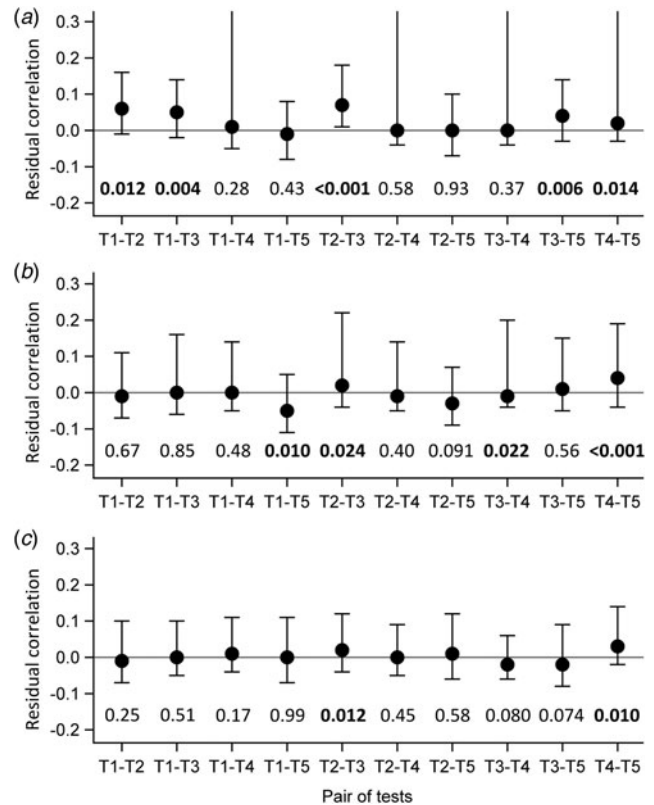 (a)
0.3
0.2
0.1
0.0
-0.1
-0.2
Residual correlation
0.012 0.004 0.28 0.43 <0.001 0.58 0.93 0.37 0.006 0.014
T1-T2 T1-T3 T1-T4 T1-T5 T2-T3 T2-T4 T2-T5 T3-T4 T3-T5 T4-T5
(b)
0.3
0.2
0.1
0.0
-0.1
-0.2
Residual correlation
0.67 0.85 0.48 0.010 0.024 0.40 0.091 0.022 0.56 <0.001
T1-T2 T1-T3 T1-T4 T1-T5 T2-T3 T2-T4 T2-T5 T3-T4 T3-T5 T4-T5
(c)
0.3
0.2
0.1
0.0
-0.1
-0.2
Residual correlation
0.25 0.51 0.17 0.99 0.012 0.45 0.58 0.080 0.074 0.010
T1-T2 T1-T3 T1-T4 T1-T5 T2-T3 T2-T4 T2-T5 T3-T4 T3-T5 T4-T5
Pair of tests